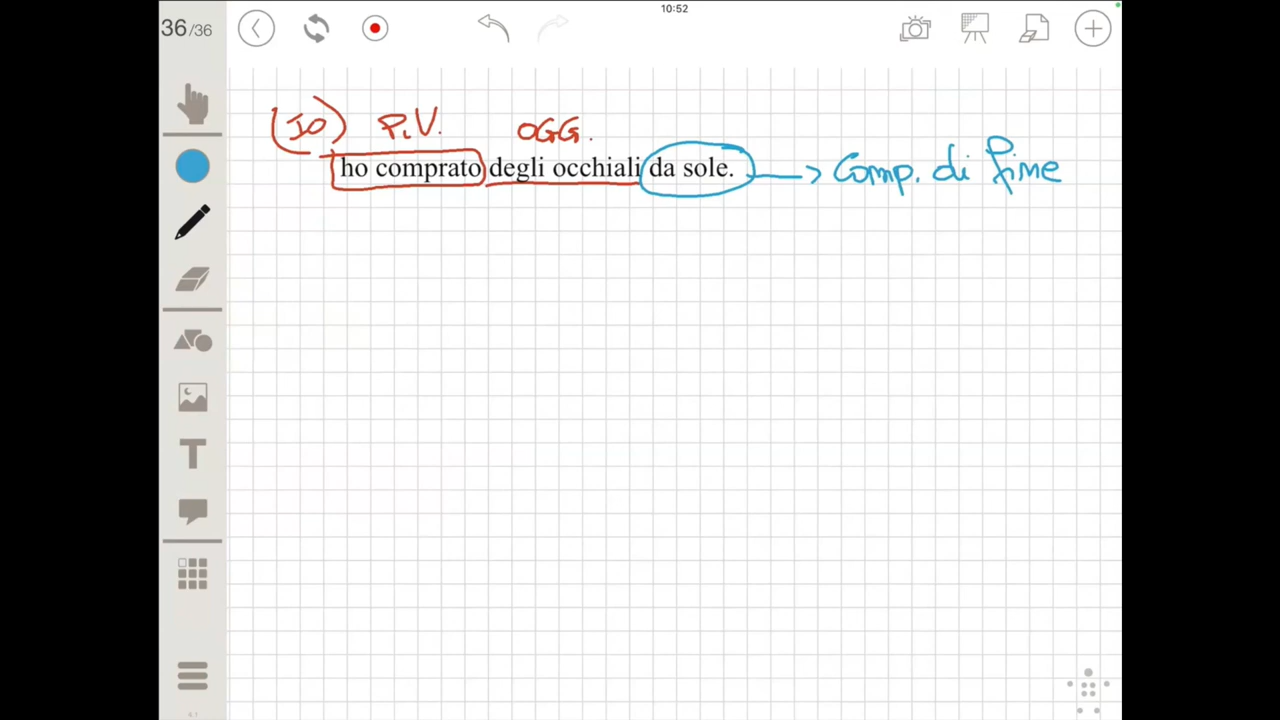 10:52
36/36
(IO) P.V. OGG.
ho comprato degli occhiali da sole. → Comp. di fine
T